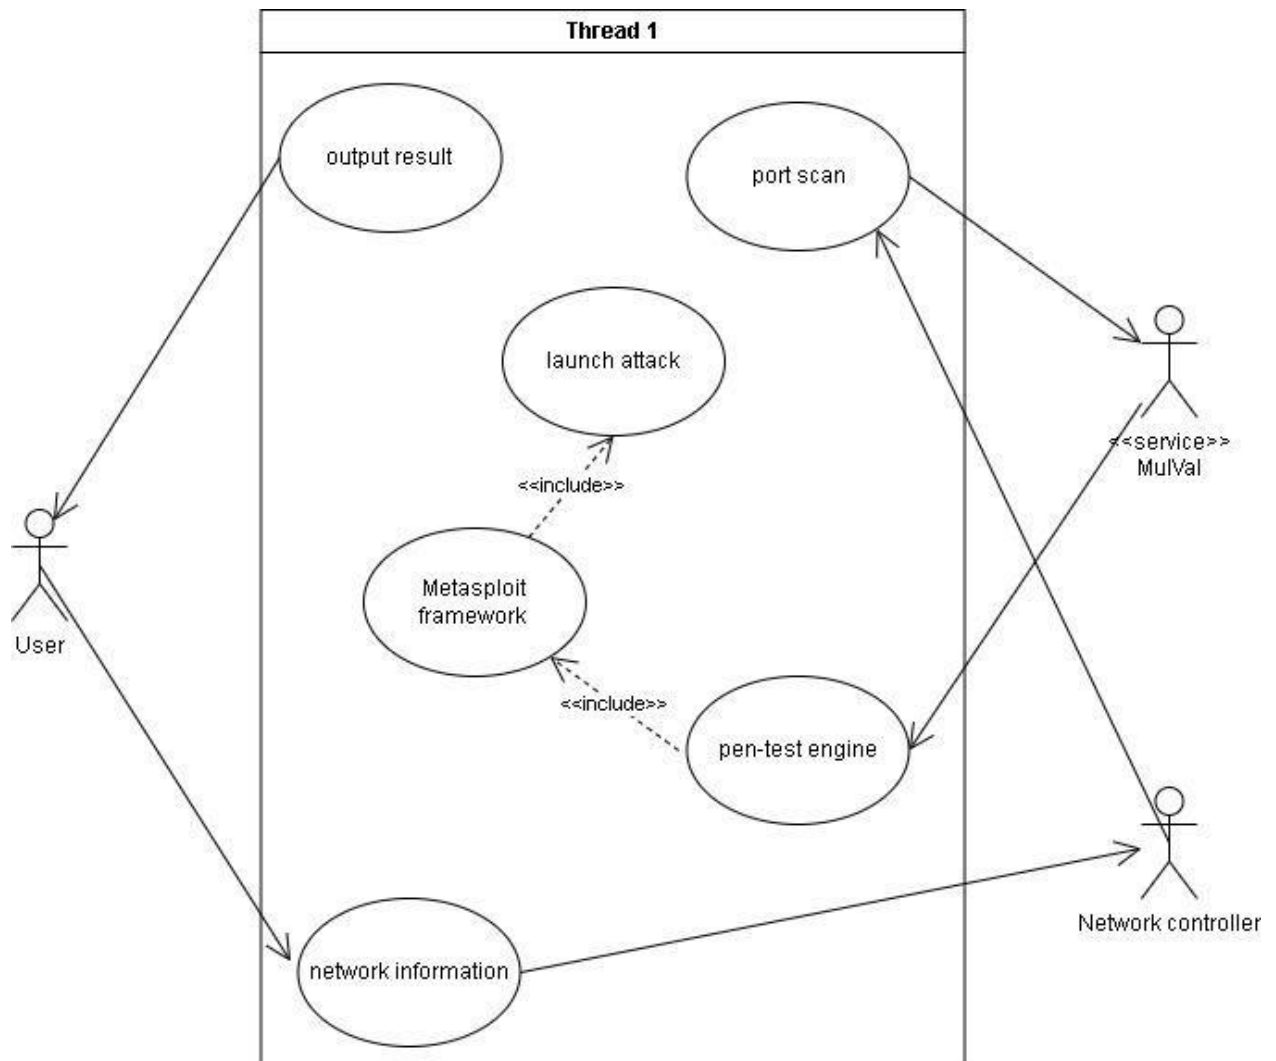 Thread 1
output result
port scan
launch attack
<<include>>
<<service>>
MulVal
Metasploit
framework
User
<<include>>
pen-test engine
Network controller
network information